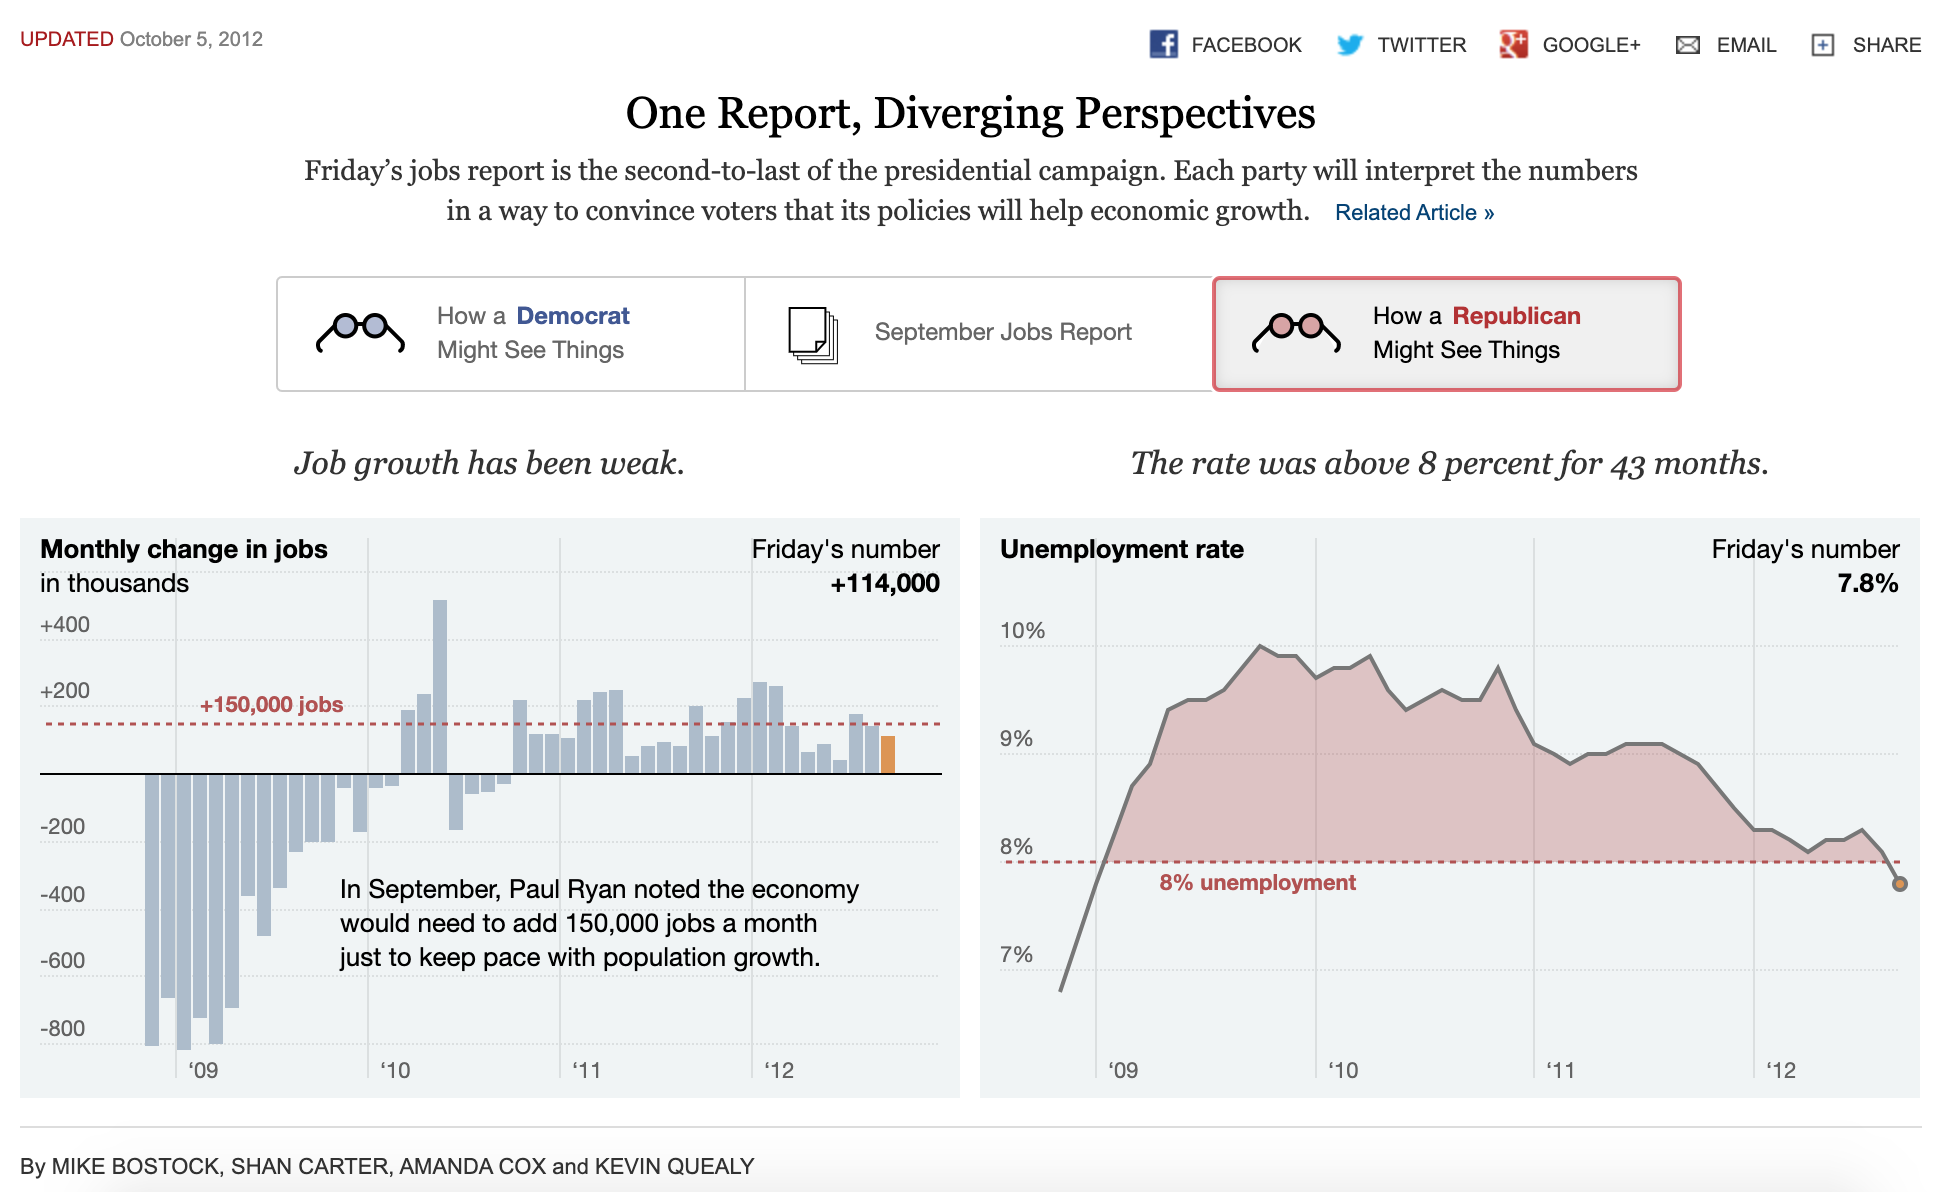 UPDATED October 5, 2012
FACEBOOK
TWITTER
GOOGLE+
EMAIL
SHARE
One Report, Diverging Perspectives
Friday’s jobs report is the second-to-last of the presidential campaign. Each party will interpret the numbers
in a way to convince voters that its policies will help economic growth. Related Article »
How a Democrat
Might See Things
September Jobs Report
How a Republican
Might See Things
Job growth has been weak.
Monthly change in jobs
in thousands
Friday's number
+114,000
+400
+200
+150,000 jobs
-200
-400
-600
-800
In September, Paul Ryan noted the economy
would need to add 150,000 jobs a month
just to keep pace with population growth.
‘09
‘10
‘11
‘12
The rate was above 8 percent for 43 months.
Unemployment rate
Friday's number
7.8%
10%
9%
8%
8% unemployment
7%
‘09
‘10
‘11
‘12
By MIKE BOSTOCK, SHAN CARTER, AMANDA COX and KEVIN QUEALY